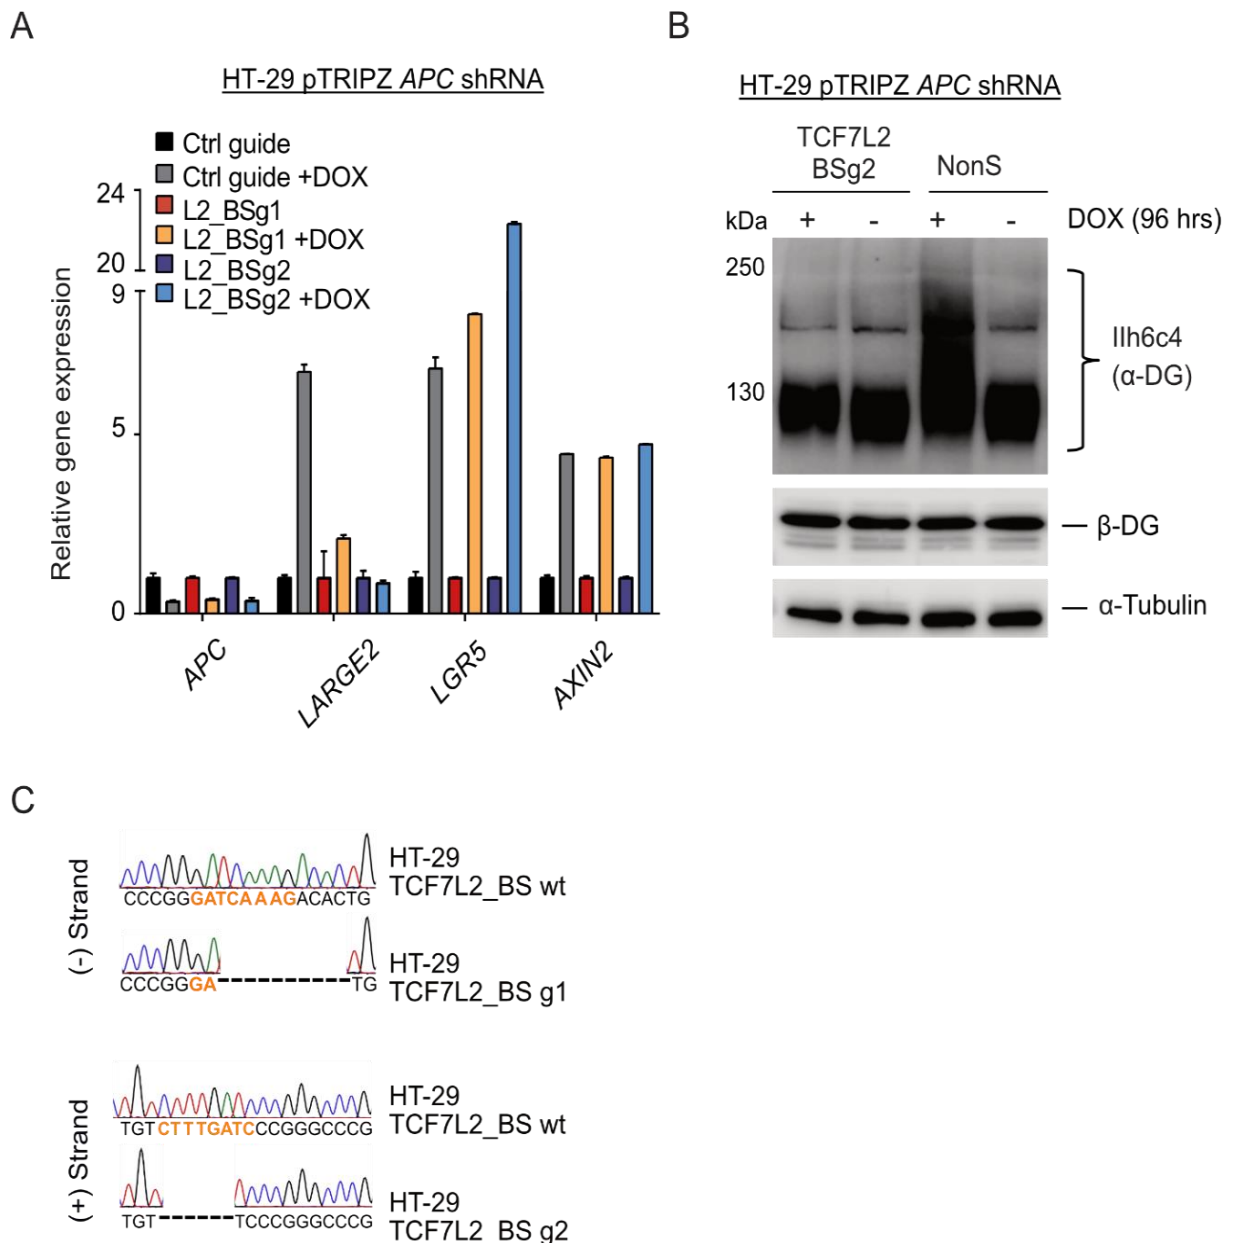 A
HT-29 pTRIPZ APC shRNA
Ctrl guide
Ctrl guide +DOX
L2_BSg1
L2_BSg1 +DOX
L2_BSg2
L2_BSg2 +DOX
24
20
9
5
0
Relative gene expression
APC
LARGE2
LGR5
AXIN2
B
HT-29 pTRIPZ APC shRNA
TCF7L2
BSg2
NonS
kDa + - + - DOX (96 hrs)
250
130
IIh6c4
(α-DG)
β-DG
α-Tubulin
C
(-) Strand
CCCGGGATCAAAGACACTG
HT-29
TCF7L2_BS wt
CCCGGGA----------TG
HT-29
TCF7L2_BS g1
(+) Strand
TGTCTTTGATCCCGGGCCCG
HT-29
TCF7L2_BS wt
TGT------TCCCGGGCCCG
HT-29
TCF7L2_BS g2